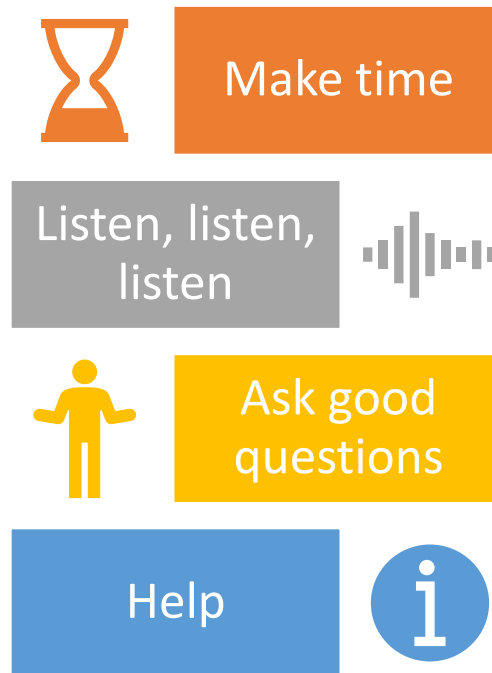 Make time
Listen, listen,
listen
Ask good
questions
Help